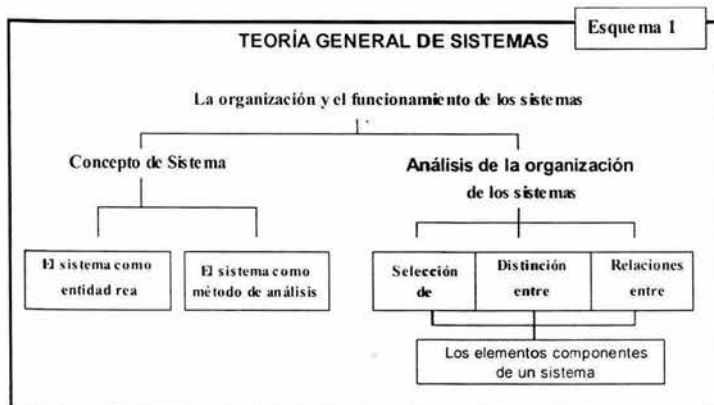 Esquema 1
TEORÍA GENERAL DE SISTEMAS
La organización y el funcionamiento de los sistemas
Concepto de Sistema
Análisis de la organización
de los sistemas
El sistema como
entidad rea
El sistema como
método de análisis
Selección
de
Distinción
entre
Relaciones
entre
Los elementos componentes
de un sistema